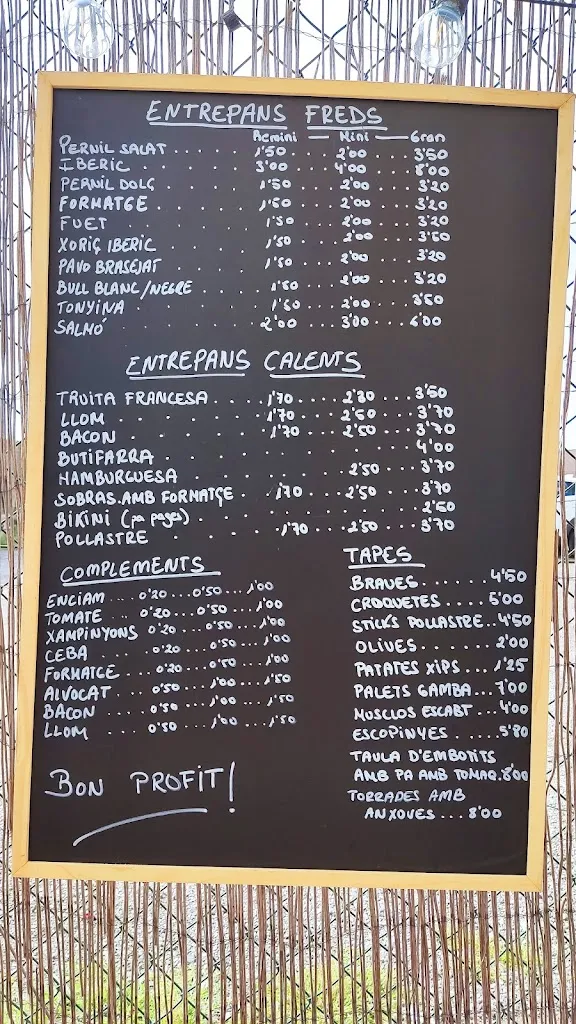 ENTREPANS FREDS
Acmini — Mini — Gran
PERNIL SALAT . . . . . . 1'50 . . . 2'00 . . . 3'50
IBERIC . . . . . . 3'00 . . . 4'00 . . . 8'00
PERNIL DOLÇ . . . . . . 1'50 . . . 2'00 . . . 3'20
FORMATGE . . . . . . 1'50 . . . 2'00 . . . 3'20
FUET . . . . . . 1'50 . . . 2'00 . . . 3'20
XORIÇ IBERIC . . . . . . 1'50 . . . 2'00 . . . 3'50
PAVO BRASEJAT . . . . . . 1'50 . . . 2'00 . . . 3'20
BULL BLANC/NEGRE . . . . 1'50 . . . 2'00 . . . 3'20
TONYINA . . . . . . 1'50 . . . 2'00 . . . 3'50
SALMÓ . . . . . . 2'00 . . . 3'00 . . . 6'00
ENTREPANS CALENTS
TRUITA FRANCESA . . . . 1'70 . . . 2'30 . . . 3'50
LLOM . . . . . . 1'70 . . . 2'50 . . . 3'70
BACON . . . . . . 1'70 . . . 2'50 . . . 3'70
BUTIFARRA . . . . . . 4'00
HAMBURGUESA 2'50 . . . 3'70
SOBRAS. AMB FORMATGE . . . 1'70 . . . 2'50 . . . 3'70
BIKINI (pa pages) . . . . . . 2'60
POLLASTRE . . . . 1'70 . . . 2'50 . . . 3'70
COMPLEMENTS
ENCIAM . . . 0'20 . . . 0'50 . . . 1'00
TOMATE . . . 0'20 . . . 0'50 . . . 1'00
XAMPINYONS 0'20 . . . 0'50 . . . 1'00
CEBA . . . 0'20 . . . 0'50 . . . 1'00
FORMATGE . . . 0'20 . . . 0'50 . . . 1'00
ALVOCAT . . . 0'50 . . . 1'00 . . . 1'50
BACON . . . 0'50 . . . 1'00 . . . 1'50
LLOM . . . 0'50 . . . 1'00 . . . 1'50
BON PROFIT!
TAPES
BRAVES . . . . . . 4'50
CROQUETES . . . . 5'00
STIKS POLLASTRE . . 4'50
OLIVES . . . . . . 2'00
PATATES XIPS . . . 1'25
PALETS GAMBA . . . 7'00
MUSCLOS ESCABT . . . 4'00
ESCOPINYES . . . . 5'80
TAULA D'EMBOTITS
AMB PA AMB TOMAQ. 8'00
TORRADES AMB
ANXOVES . . . 8'00